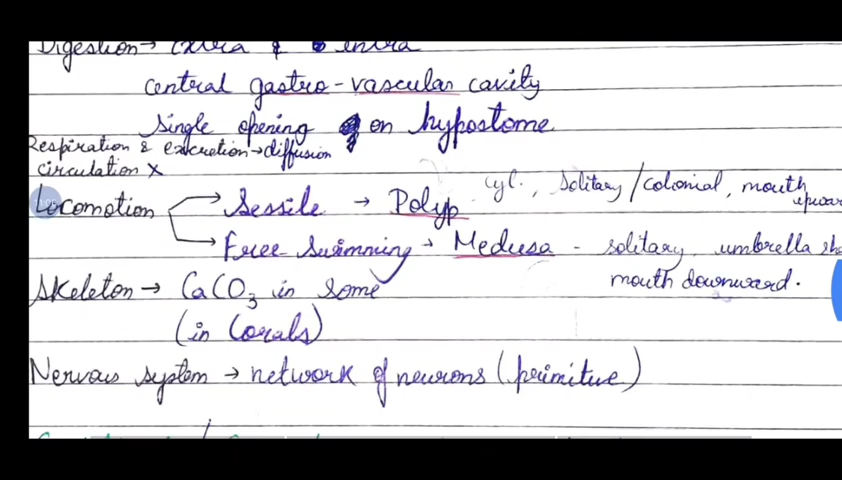 Digestion → extra & intra
central gastro-vascular cavity
single opening on hypostome
Respiration & excretion → diffusion
circulation X
Locomotion → Sessile → Polyp - cyl., solitary/colonial, mouth
→ Free Swimming → Medusa - solitary, umbrella
mouth downward.
Skeleton → CaCO3 in some
(in Corals)
Nervous system → network of neurons (primitive)